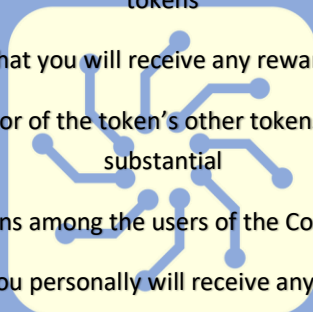 tokens
hat you will receive any rewar
or of the token's other token
substantial
ns among the users of the Co
ou personally will receive any